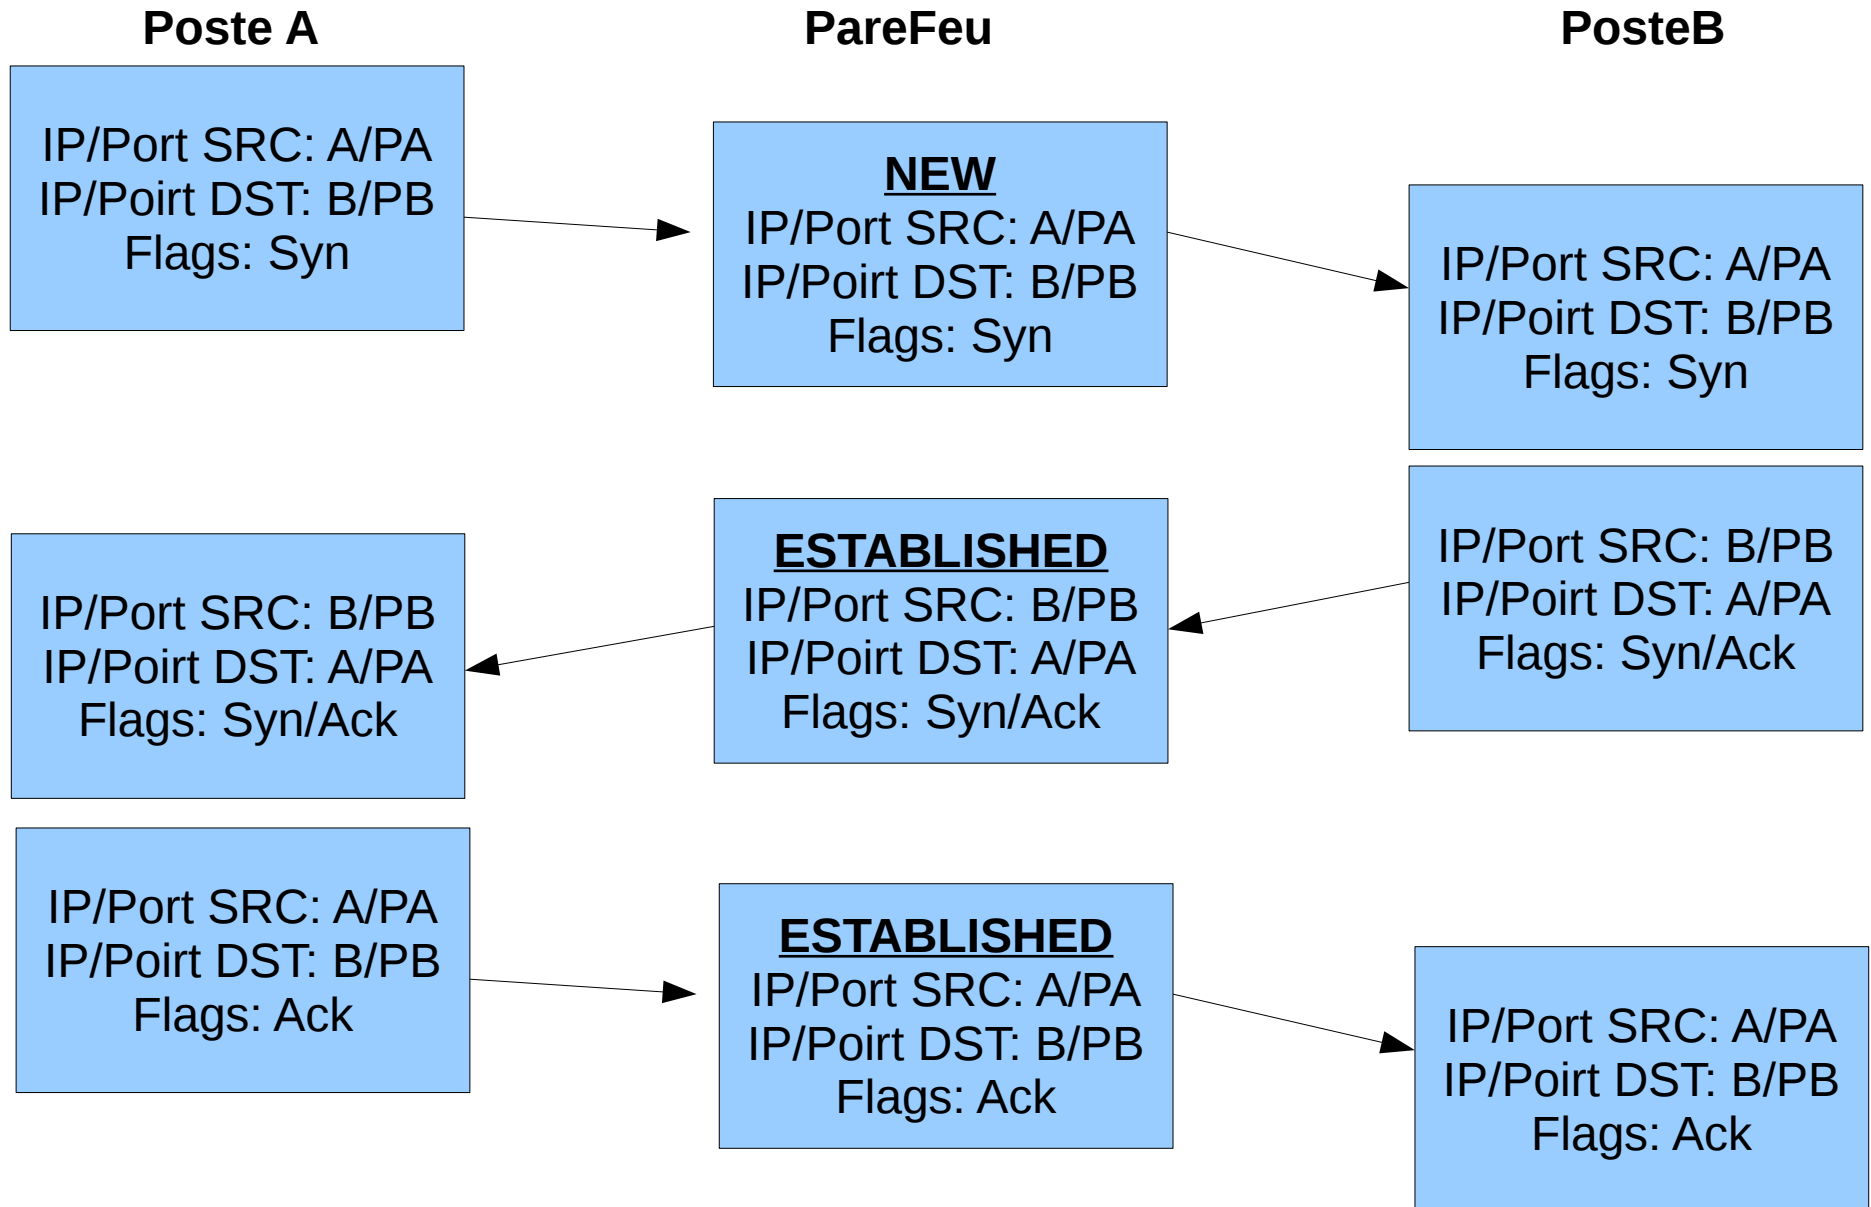 Poste A
PareFeu
PosteB
IP/Port SRC: A/PA
IP/Poirt DST: B/PB
Flags: Syn
NEW
IP/Port SRC: A/PA
IP/Poirt DST: B/PB
Flags: Syn
IP/Port SRC: A/PA
IP/Poirt DST: B/PB
Flags: Syn
IP/Port SRC: B/PB
IP/Poirt DST: A/PA
Flags: Syn/Ack
ESTABLISHED
IP/Port SRC: B/PB
IP/Poirt DST: A/PA
Flags: Syn/Ack
IP/Port SRC: B/PB
IP/Poirt DST: A/PA
Flags: Syn/Ack
IP/Port SRC: A/PA
IP/Poirt DST: B/PB
Flags: Ack
ESTABLISHED
IP/Port SRC: A/PA
IP/Poirt DST: B/PB
Flags: Ack
IP/Port SRC: A/PA
IP/Poirt DST: B/PB
Flags: Ack